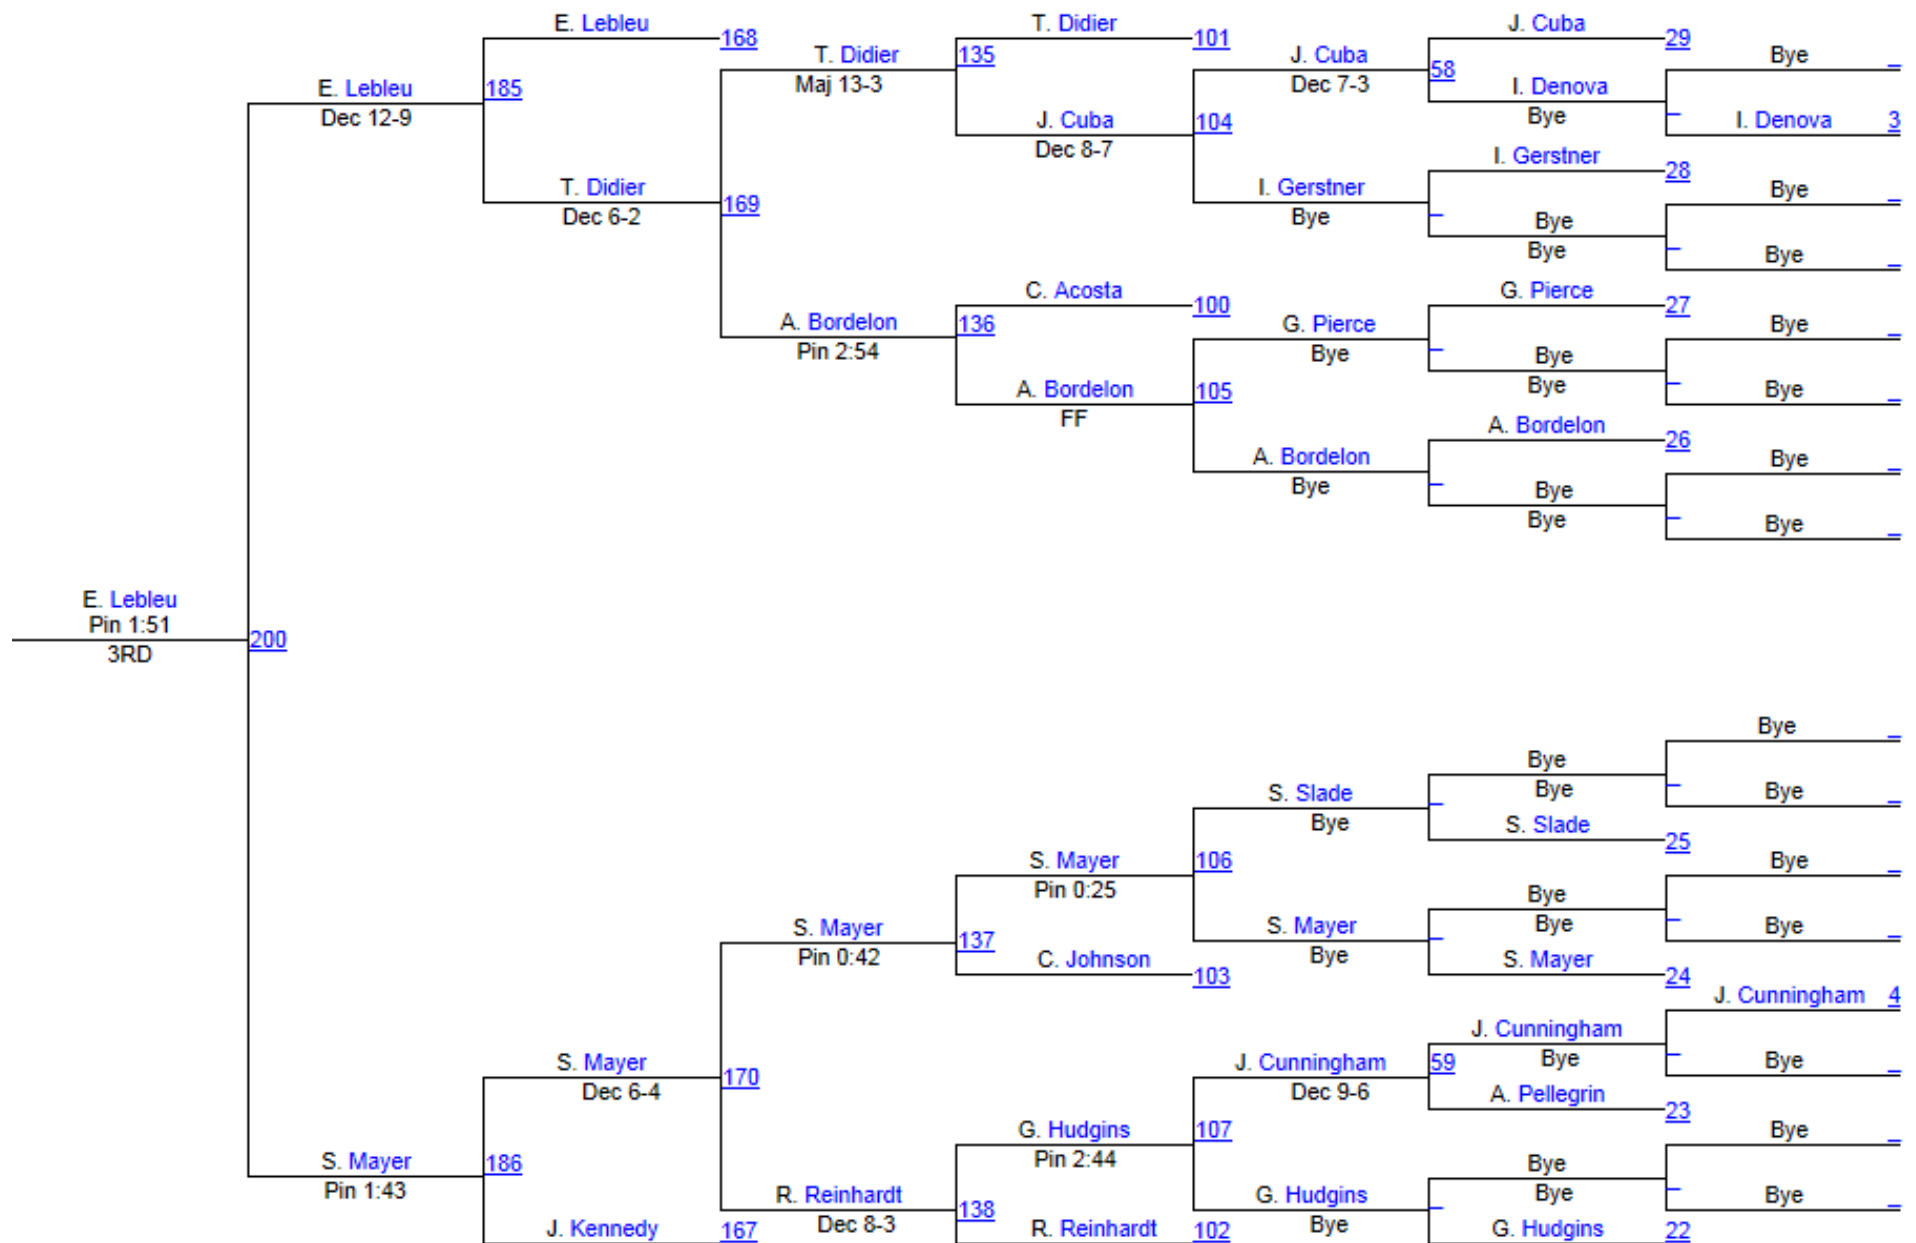 E. Lebleu
168
T. Didier
101
J. Cuba
29
Bye
T. Didier
Maj 13-3
135
J. Cuba
Dec 7-3
58
I. Denova
Bye
I. Denova 3
E. Lebleu
Dec 12-9
185
J. Cuba
Dec 8-7
104
I. Gerstner
28
Bye
T. Didier
Dec 6-2
169
I. Gerstner
Bye
Bye
Bye
Bye
C. Acosta
100
G. Pierce
27
A. Bordelon
Pin 2:54
136
G. Pierce
Bye
Bye
Bye
Bye
Bye
A. Bordelon
FF
105
A. Bordelon
26
A. Bordelon
Bye
Bye
Bye
Bye
Bye
E. Lebleu
Pin 1:51
3RD
200
Bye
Bye
Bye
Bye
S. Slade
Bye
S. Slade
25
S. Mayer
Pin 0:25
106
Bye
Bye
Bye
Bye
S. Mayer
Pin 0:42
137
S. Mayer
Bye
C. Johnson
103
S. Mayer
24
J. Cunningham 4
J. Cunningham
Bye
Bye
S. Mayer
Dec 6-4
170
J. Cunningham
Dec 9-6
59
A. Pellegrin
23
G. Hudgins
Pin 2:44
107
Bye
S. Mayer
Pin 1:43
186
Bye
Bye
Bye
R. Reinhardt
Dec 8-3
138
G. Hudgins
Bye
J. Kennedy
167
R. Reinhardt
102
G. Hudgins
22